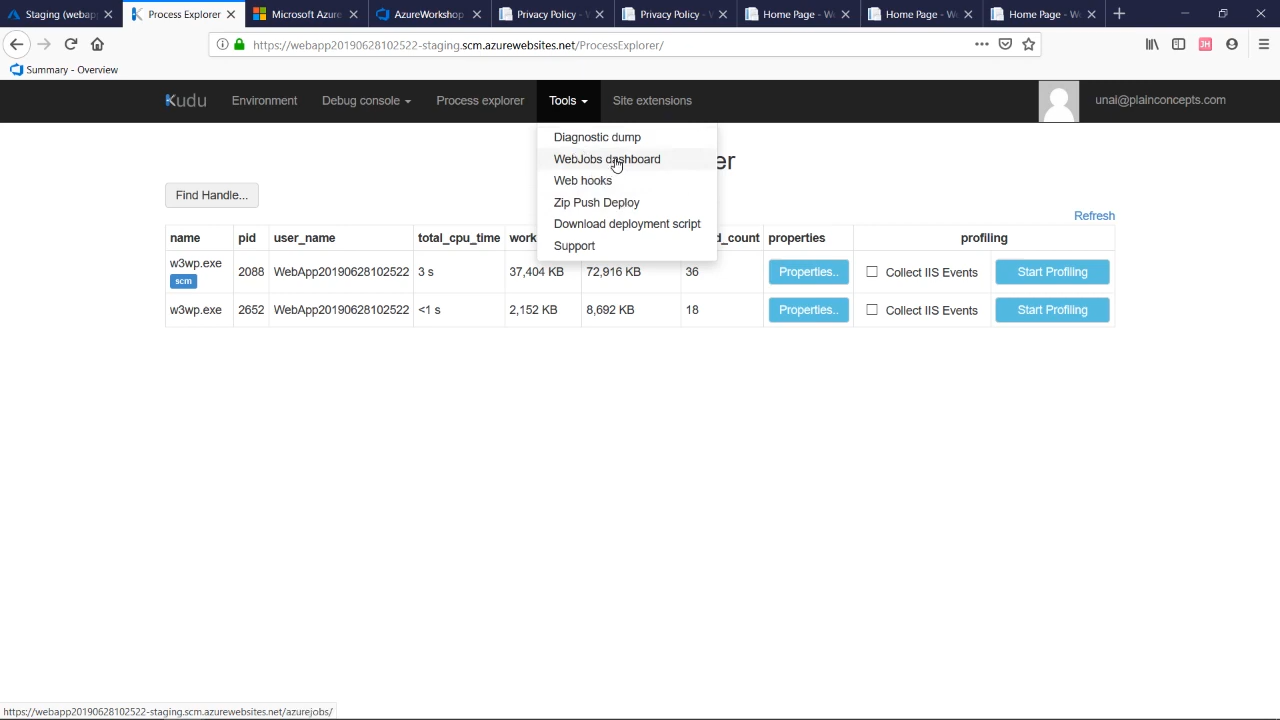 Staging (webap
Process Explorer
Microsoft Azure
AzureWorkshop
Privacy Policy - V
Privacy Policy - V
Home Page - W
Home Page - W
Home Page - W
https://webapp20190628102522-staging.scm.azurewebsites.net/ProcessExplorer/
JH
Summary - Overview
Kudu
Environment
Debug console
Process explorer
Tools
Site extensions
unai@plainconcepts.com
Diagnostic dump
WebJobs dashboard
er
Web hooks
Find Handle...
Zip Push Deploy
Refresh
Download deployment script
name pid user_name total_cpu_time work d_count properties profiling
Support
w3wp.exe scm 2088 WebApp20190628102522 3 s 37,404 KB 72,916 KB 36 Properties.. Collect IIS Events Start Profiling
w3wp.exe 2652 WebApp20190628102522 <1 s 2,152 KB 8,692 KB 18 Properties.. Collect IIS Events Start Profiling
https://webapp20190628102522-staging.scm.azurewebsites.net/azurejobs/